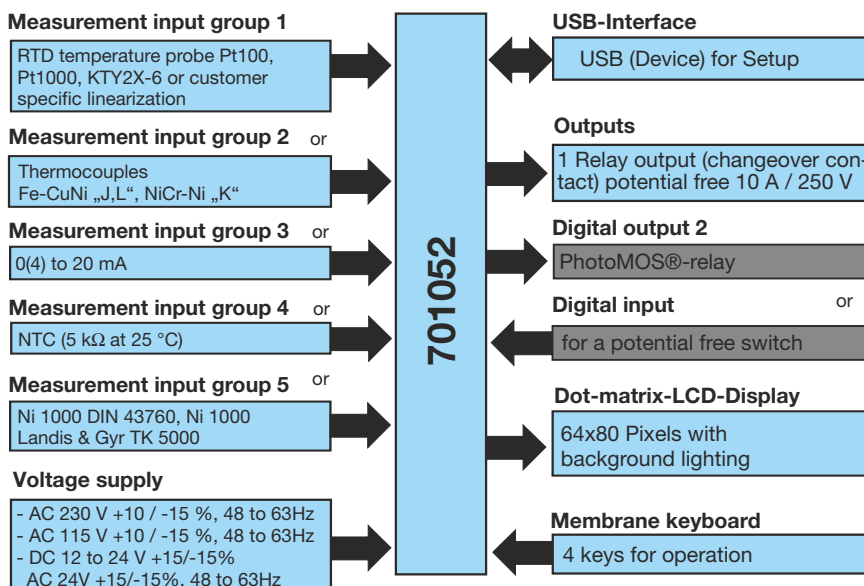 Measurement input group 1
RTD temperature probe Pt100,
Pt1000, KTY2X-6 or customer
specific linearization
Measurement input group 2 or
Thermocouples
Fe-CuNi „J,L“, NiCr-Ni „K“
Measurement input group 3 or
0(4) to 20 mA
Measurement input group 4 or
NTC (5 kΩ at 25 °C)
Measurement input group 5 or
Ni 1000 DIN 43760, Ni 1000
Landis & Gyr TK 5000
Voltage supply
- AC 230 V +10 / -15 %, 48 to 63Hz
- AC 115 V +10 / -15 %, 48 to 63Hz
- DC 12 to 24 V +15/-15%
AC 24V +15/-15%, 48 to 63Hz
701052
USB-Interface
USB (Device) for Setup
Outputs
1 Relay output (changeover con-
tact) potential free 10 A / 250 V
Digital output 2
PhotoMOS®-relay
Digital input or
for a potential free switch
Dot-matrix-LCD-Display
64x80 Pixels with
background lighting
Membrane keyboard
4 keys for operation